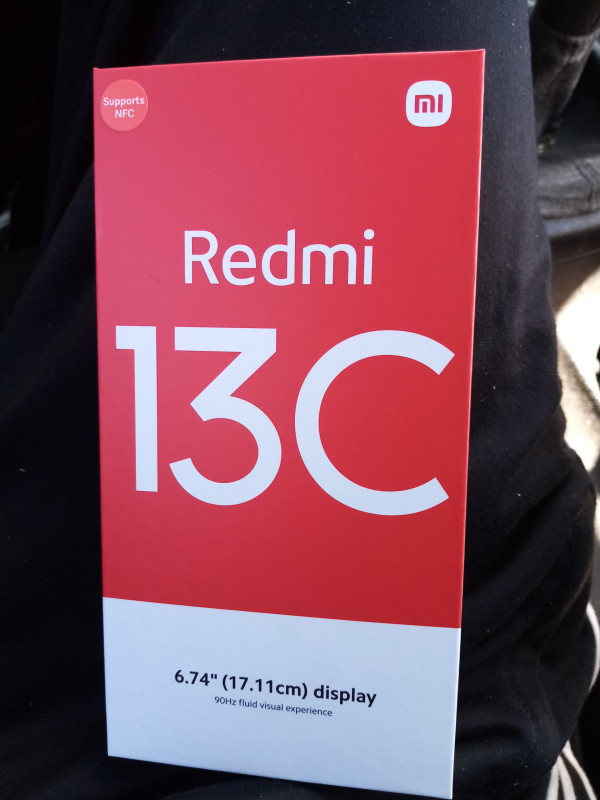 Supports
NFC
mi
Redmi
13C
6.74" (17.11cm) display
90Hz fluid visual experience